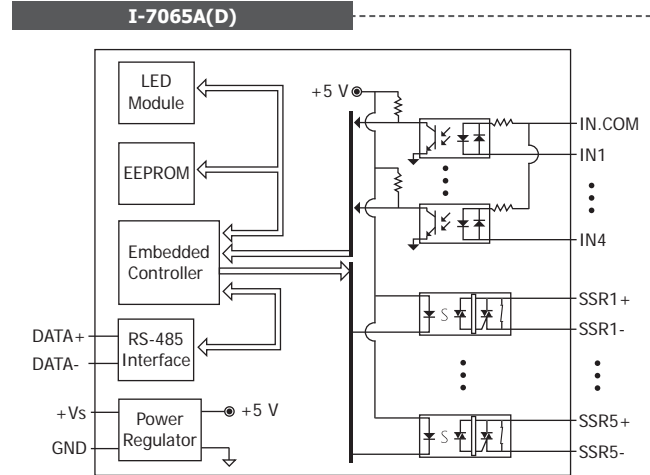 I-7065A(D)
LED
Module
EEPROM
Embedded
Controller
RS-485
Interface
Power
Regulator
DATA+
DATA-
+Vs
GND
+5 V
+5 V
IN.COM
IN1
IN4
SSR1+
SSR1-
SSR5+
SSR5-
S
S